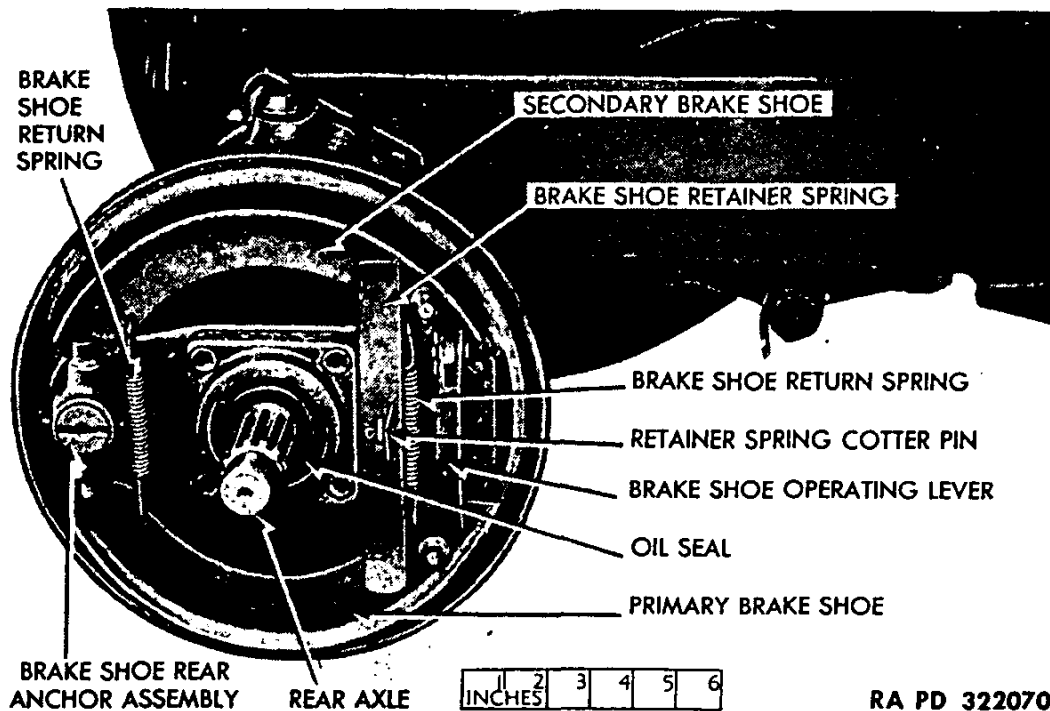 BRAKE
SHOE
RETURN
SPRING
SECONDARY BRAKE SHOE
BRAKE SHOE RETAINER SPRING
BRAKE SHOE RETURN SPRING
RETAINER SPRING COTTER PIN
BRAKE SHOE OPERATING LEVER
OIL SEAL
PRIMARY BRAKE SHOE
BRAKE SHOE REAR
ANCHOR ASSEMBLY
REAR AXLE
1 2 3 4 5 6
INCHES
RA PD 322070